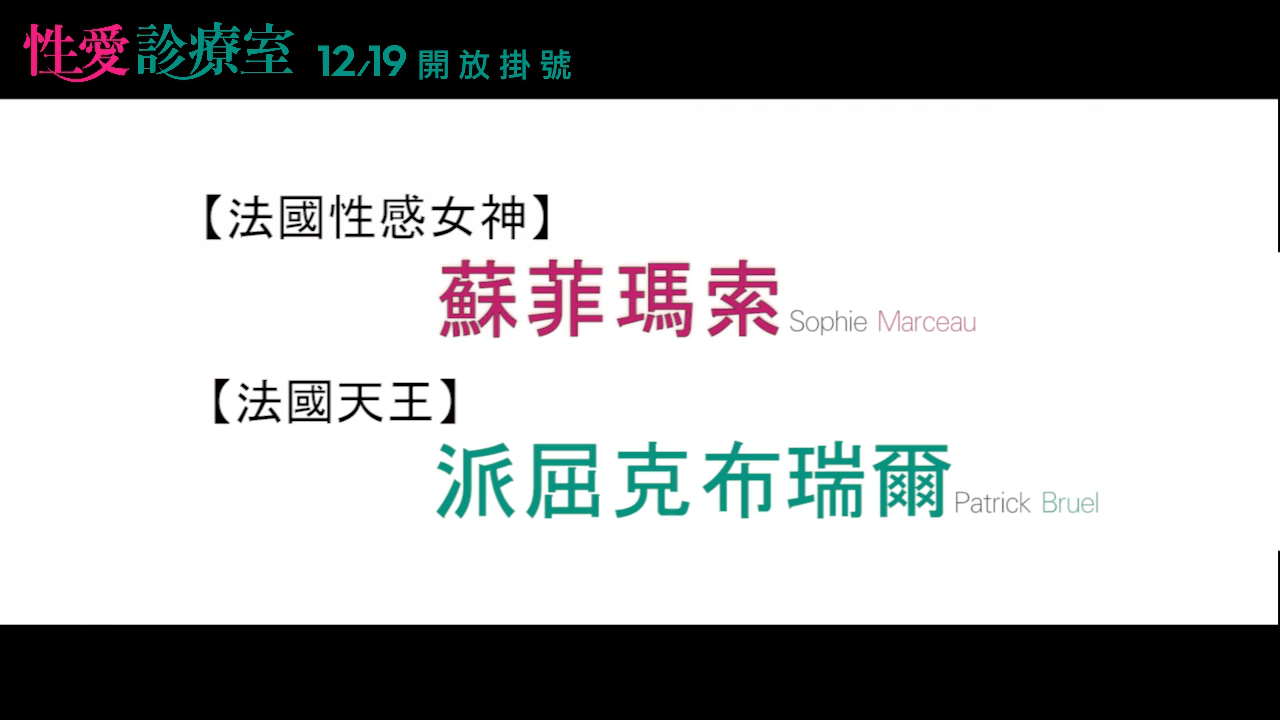 性愛診療室 12/19 開放掛號
【法國性感女神】
蘇菲瑪索 Sophie Marceau
【法國天王】
派屈克布瑞爾 Patrick Bruel